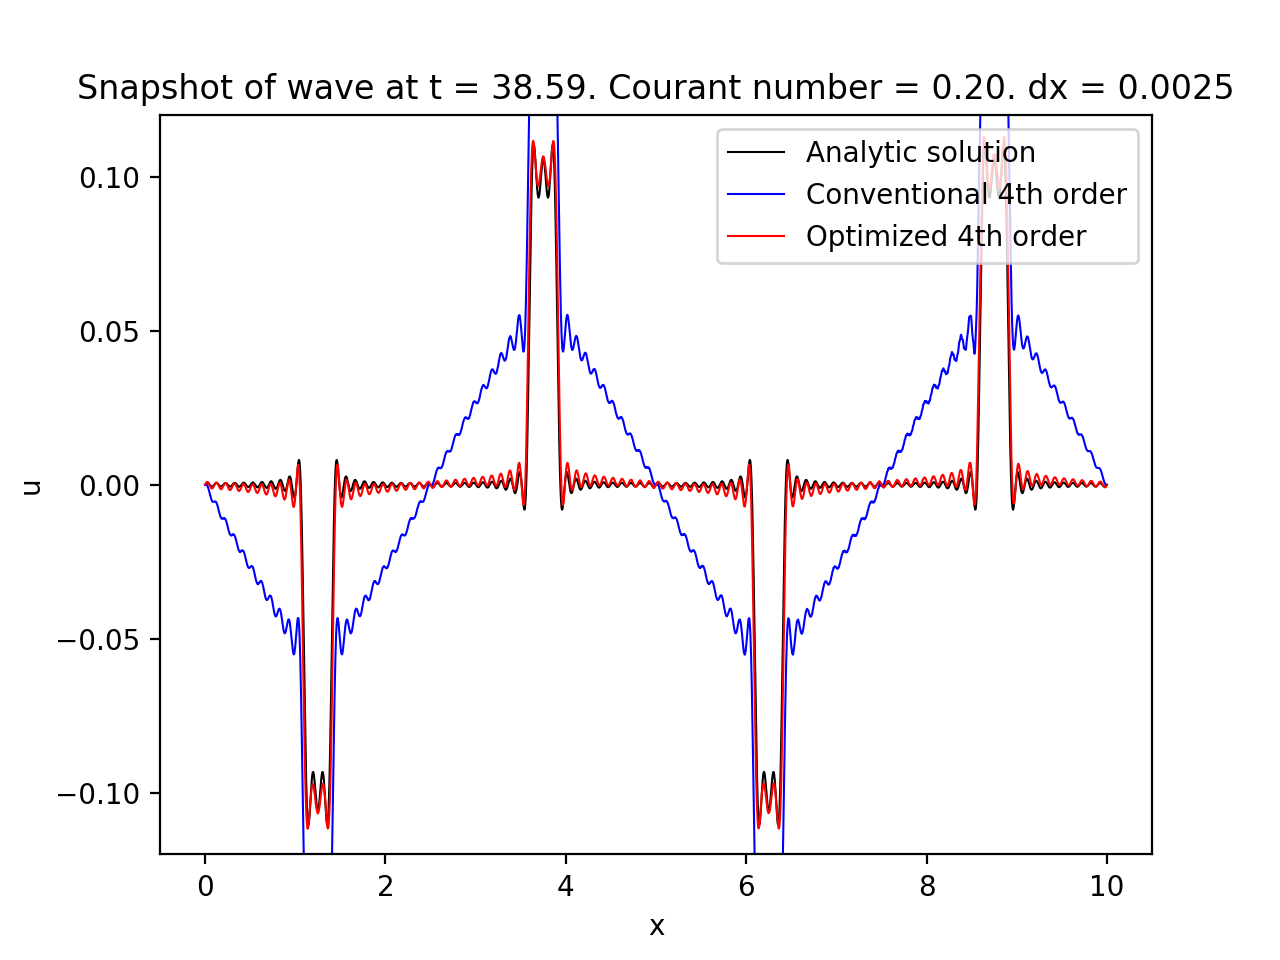 Snapshot of wave at t = 38.59. Courant number = 0.20. dx = 0.0025
Analytic solution
Conventional 4th order
Optimized 4th order
u
0.10
0.05
0.00
−0.05
−0.10
0 2 4 6 8 10
x